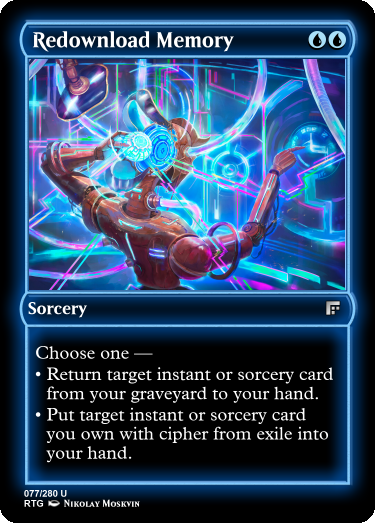 Redownload Memory
Sorcery
Choose one —
• Return target instant or sorcery card
from your graveyard to your hand.
• Put target instant or sorcery card
you own with cipher from exile into
your hand.
077/280 U
RTG Nikolay Moskvin